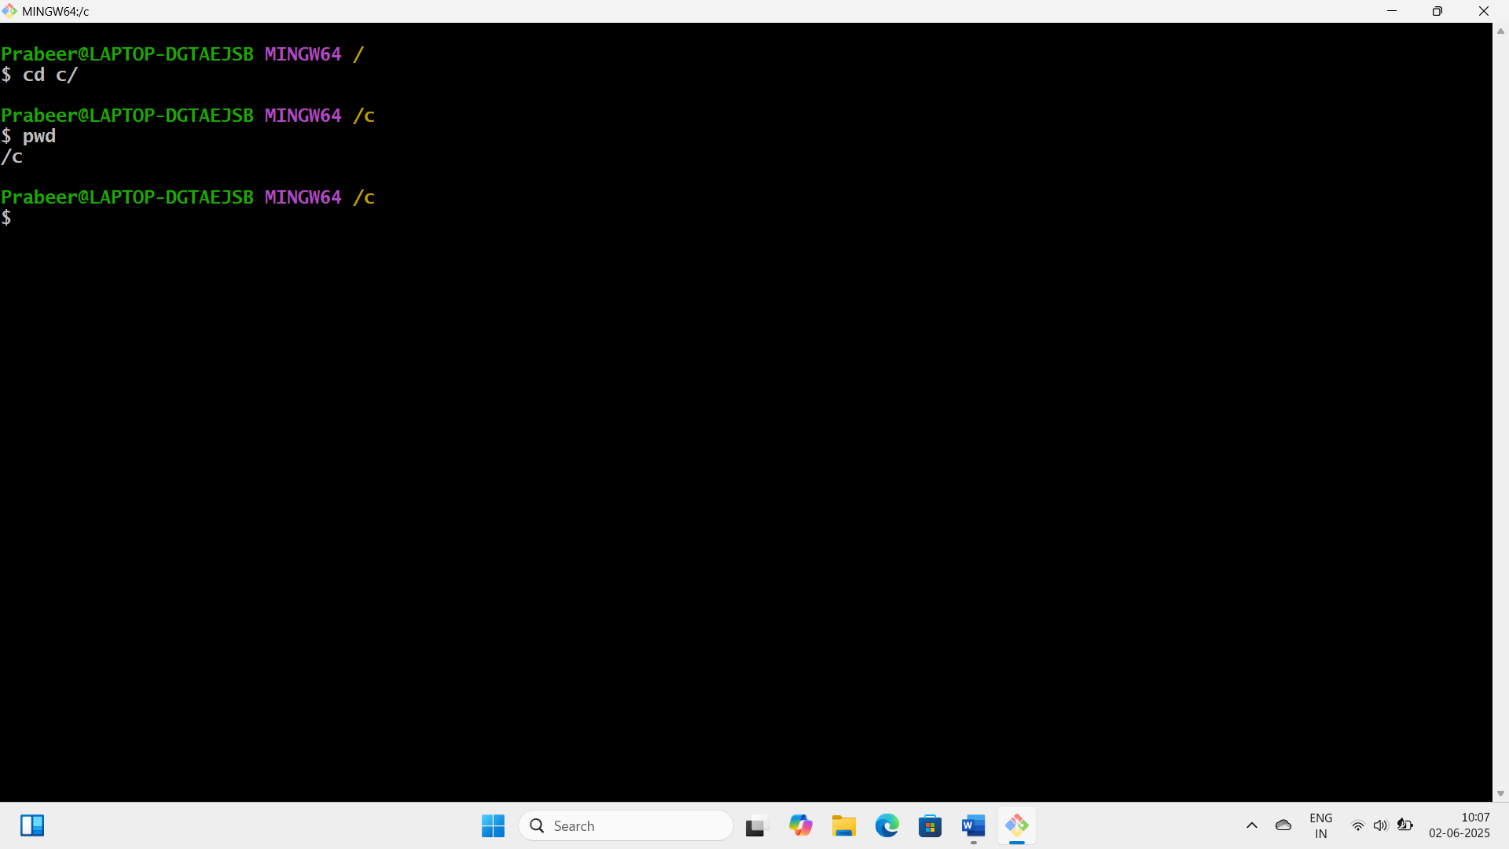 MINGW64:/c
Prabeer@LAPTOP-DGTAEJSB MINGW64 /
$ cd c/
Prabeer@LAPTOP-DGTAEJSB MINGW64 /c
$ pwd
/c
Prabeer@LAPTOP-DGTAEJSB MINGW64 /c
$
Search
ENG
IN
10:07
02-06-2025